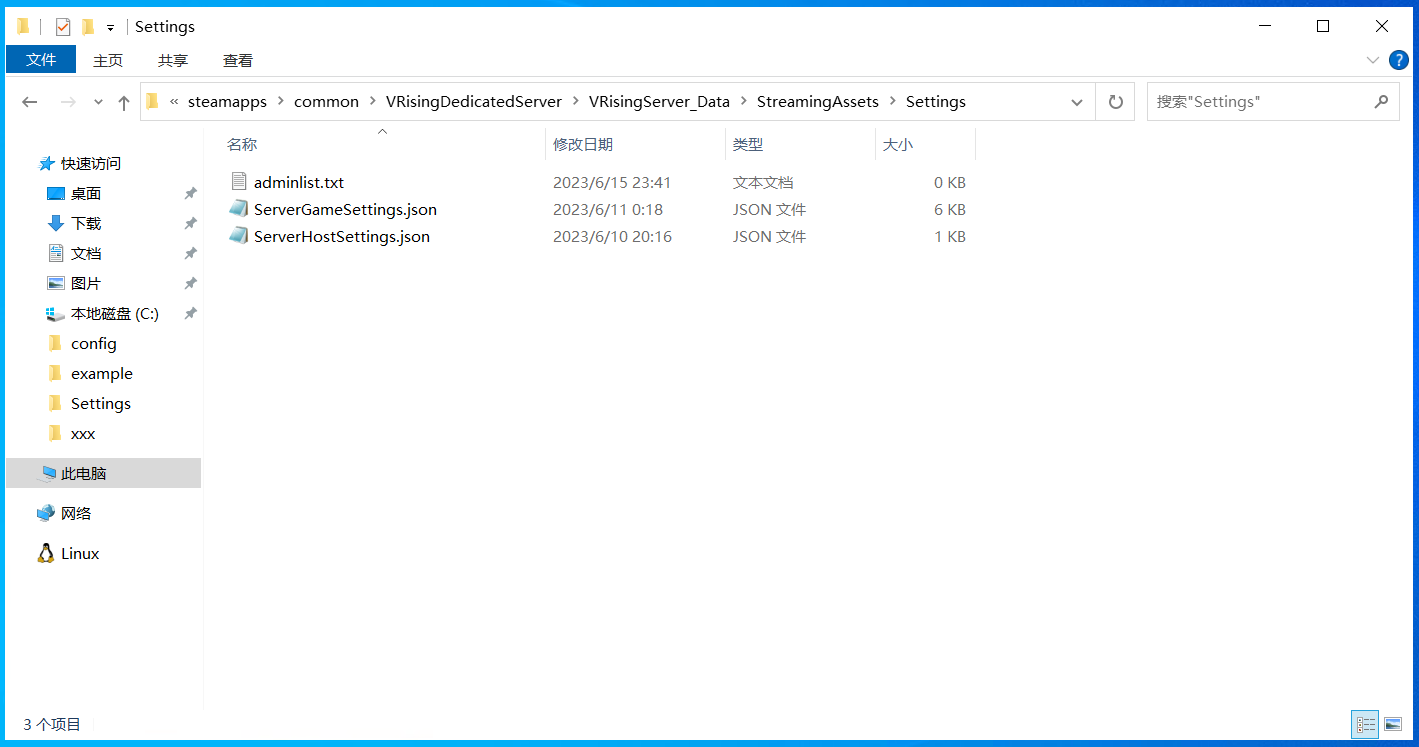 Settings
文件 主页 共享 查看 ?
« steamapps > common > VRisingDedicatedServer > VRisingServer_Data > StreamingAssets > Settings 搜索"Settings"
名称 修改日期 类型 大小
adminlist.txt 2023/6/15 23:41 文本文档 0 KB
ServerGameSettings.json 2023/6/11 0:18 JSON 文件 6 KB
ServerHostSettings.json 2023/6/10 20:16 JSON 文件 1 KB
快速访问
桌面
下载
文档
图片
本地磁盘 (C:)
config
example
Settings
xxx
此电脑
网络
Linux
3 个项目